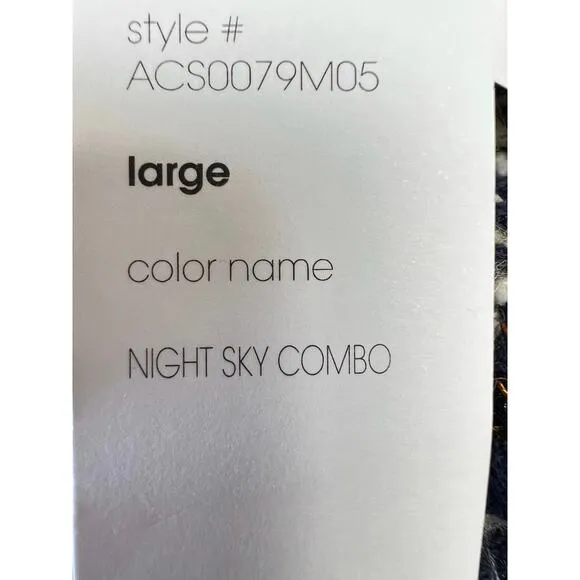 style #
ACS0079M05
large
color name
NIGHT SKY COMBO